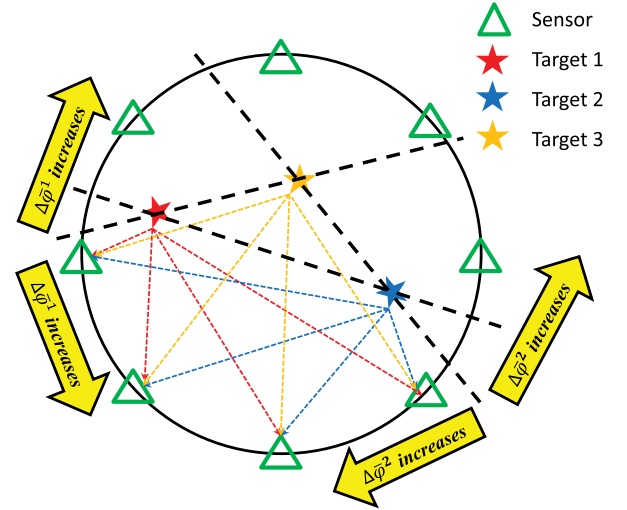 Sensor
Target 1
Target 2
Target 3
Δφ̄¹ increases
Δφ̄¹ increases
Δφ̄² increases
Δφ̄² increases